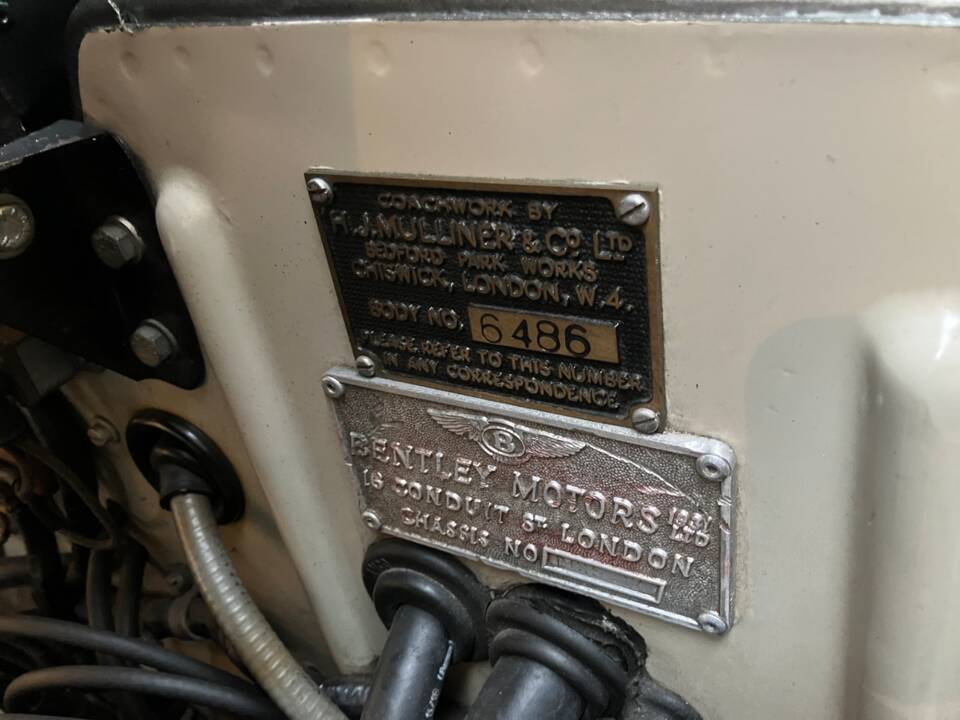 COACHWORK BY
H.J. MULLINER & CO. LTD
BEDFORD PARK WORKS
CHISWICK, LONDON, W.4.
BODY NO. 6486
PLEASE REFER TO THIS NUMBER
IN ANY CORRESPONDENCE
B
BENTLEY MOTORS 1931 LTD
16 CONDUIT ST. LONDON
CHASSIS NO